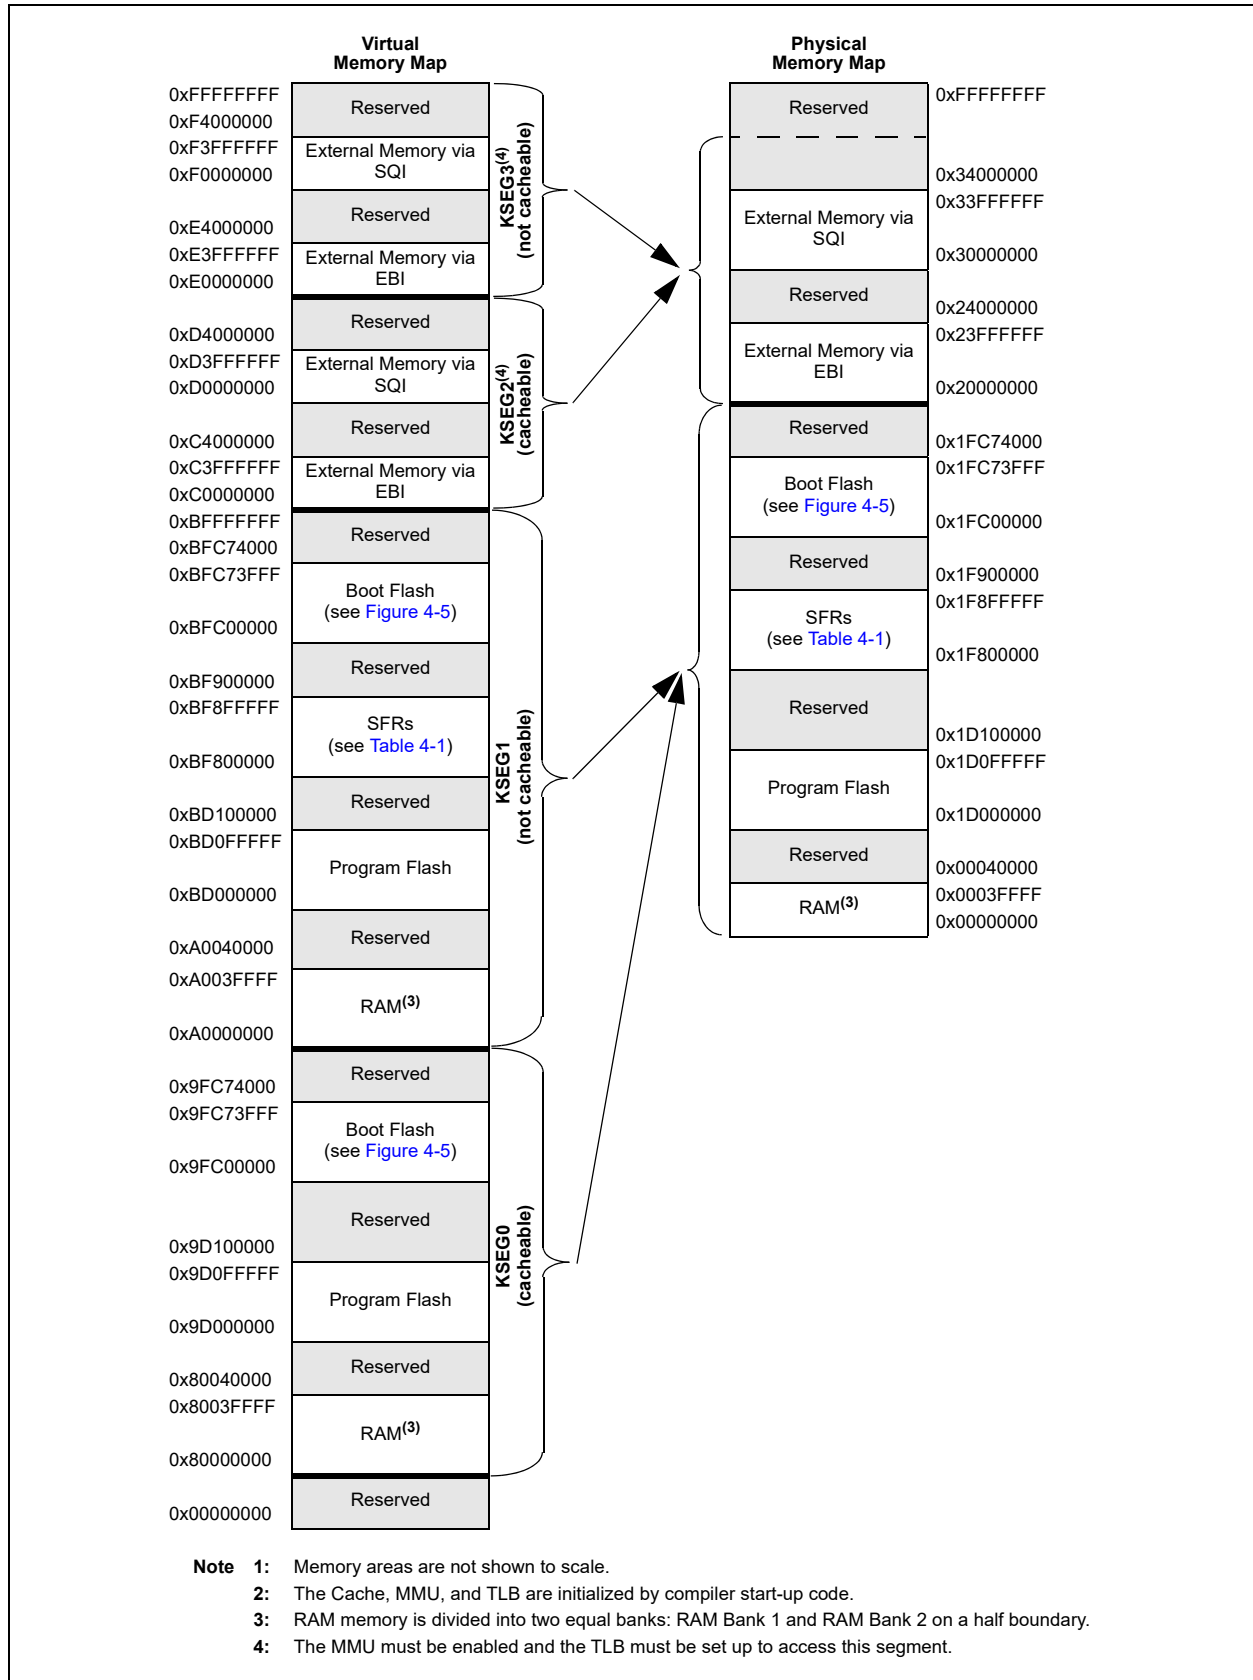 Virtual
Memory Map
0xFFFFFFFF
Reserved
0xF4000000
0xF3FFFFFF
External Memory via
SQI
0xF0000000
Reserved
0xE4000000
0xE3FFFFFF
External Memory via
EBI
0xE0000000
KSEG3(4)
(not cacheable)
Reserved
0xD4000000
0xD3FFFFFF
External Memory via
SQI
0xD0000000
Reserved
0xC4000000
0xC3FFFFFF
External Memory via
EBI
0xC0000000
KSEG2(4)
(cacheable)
0xBFFFFFFF
Reserved
0xBFC74000
0xBFC73FFF
Boot Flash
(see Figure 4-5)
0xBFC00000
Reserved
0xBF900000
0xBF8FFFFF
SFRs
(see Table 4-1)
0xBF800000
Reserved
0xBD100000
0xBD0FFFFF
Program Flash
0xBD000000
Reserved
0xA0040000
0xA003FFFF
RAM(3)
0xA0000000
KSEG1
(not cacheable)
Reserved
0x9FC74000
0x9FC73FFF
Boot Flash
(see Figure 4-5)
0x9FC00000
Reserved
0x9D100000
0x9D0FFFFF
Program Flash
0x9D000000
Reserved
0x80040000
0x8003FFFF
RAM(3)
0x80000000
KSEG0
(cacheable)
Reserved
0x00000000
Physical
Memory Map
Reserved
0xFFFFFFFF
0x34000000
0x33FFFFFF
External Memory via
SQI
0x30000000
Reserved
0x24000000
0x23FFFFFF
External Memory via
EBI
0x20000000
Reserved
0x1FC74000
0x1FC73FFF
Boot Flash
(see Figure 4-5)
0x1FC00000
Reserved
0x1F900000
0x1F8FFFFF
SFRs
(see Table 4-1)
0x1F800000
Reserved
0x1D100000
0x1D0FFFFF
Program Flash
0x1D000000
Reserved
0x00040000
0x0003FFFF
RAM(3)
0x00000000
Note 1: Memory areas are not shown to scale.
2: The Cache, MMU, and TLB are initialized by compiler start-up code.
3: RAM memory is divided into two equal banks: RAM Bank 1 and RAM Bank 2 on a half boundary.
4: The MMU must be enabled and the TLB must be set up to access this segment.